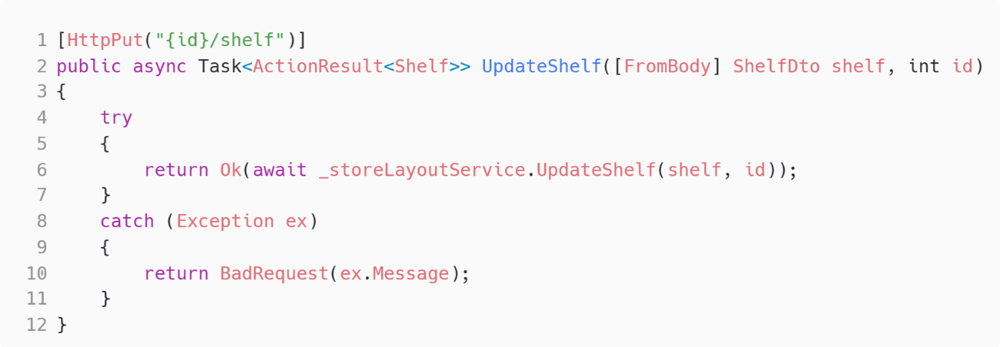 1 [HttpPut("{id}/shelf")]
2 public async Task<ActionResult<Shelf>> UpdateShelf([FromBody] ShelfDto shelf, int id)
3 {
4     try
5     {
6         return Ok(await _storeLayoutService.UpdateShelf(shelf, id));
7     }
8     catch (Exception ex)
9     {
10         return BadRequest(ex.Message);
11     }
12 }